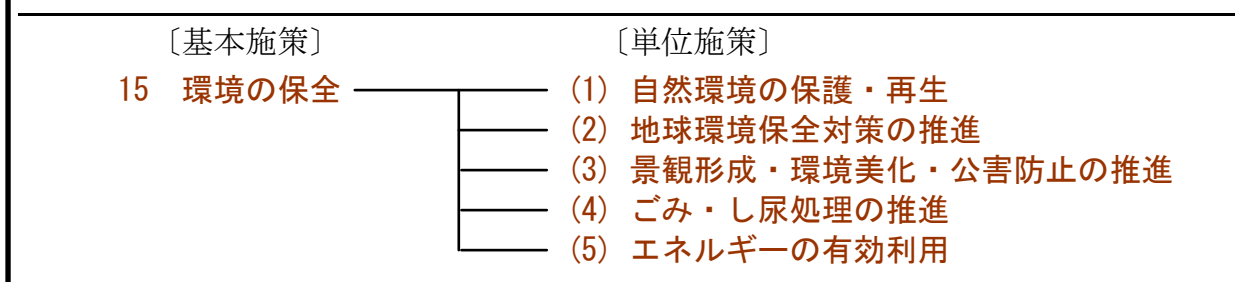 〔基本施策〕 〔単位施策〕
15 環境の保全 (1) 自然環境の保護・再生
(2) 地球環境保全対策の推進
(3) 景観形成・環境美化・公害防止の推進
(4) ごみ・し尿処理の推進
(5) エネルギーの有効利用